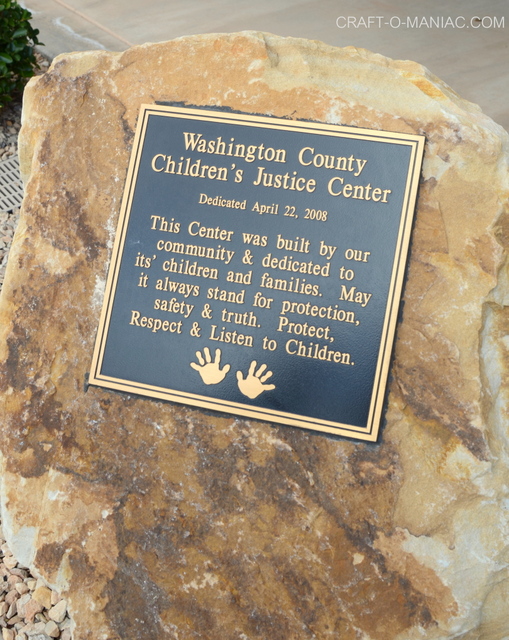 CRAFT-O-MANIAC.COM
Washington County
Children's Justice Center
Dedicated April 22, 2008
This Center was built by our
community & dedicated to
its' children and families. May
it always stand for protection,
safety & truth. Protect,
Respect & Listen to Children.